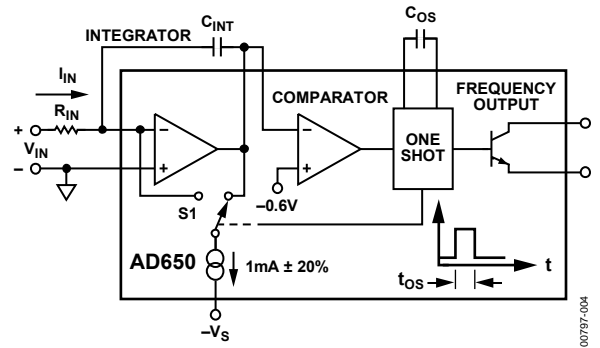 C_INT
C_OS
INTEGRATOR
I_IN
R_IN
COMPARATOR
FREQUENCY
OUTPUT
+
−
+
V_IN
−
−
+
ONE
SHOT
S1
–0.6V
AD650
1mA ± 20%
t_OS
t
–V_S
00797-004